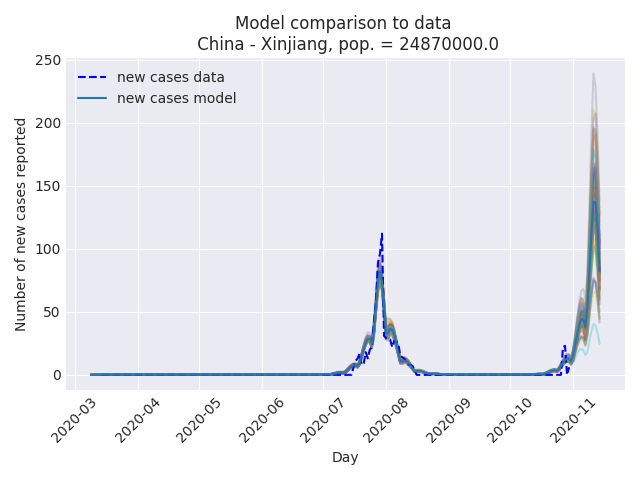 Model comparison to data
China - Xinjiang, pop. = 24870000.0
250
200
150
100
50
0
Number of new cases reported
new cases data
new cases model
2020-03
2020-04
2020-05
2020-06
2020-07
2020-08
2020-09
2020-10
2020-11
Day